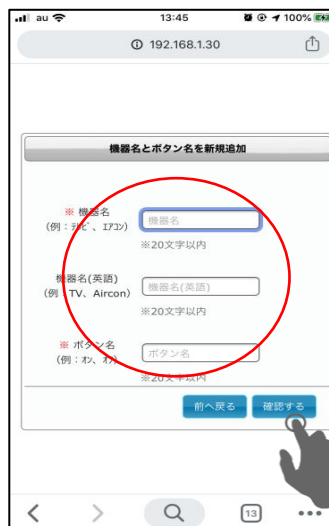 au 13:45 100%
192.168.1.30
機器名とボタン名を新規追加
※ 機器名
(例:ﾃﾚﾋﾞ、ｴｱｺﾝ)
機器名
※20文字以内
機器名(英語)
(例:TV、Aircon)
機器名(英語)
※20文字以内
※ ボタン名
(例:ｵﾝ、ｵﾌ)
ボタン名
※20文字以内
前へ戻る 確認する
13